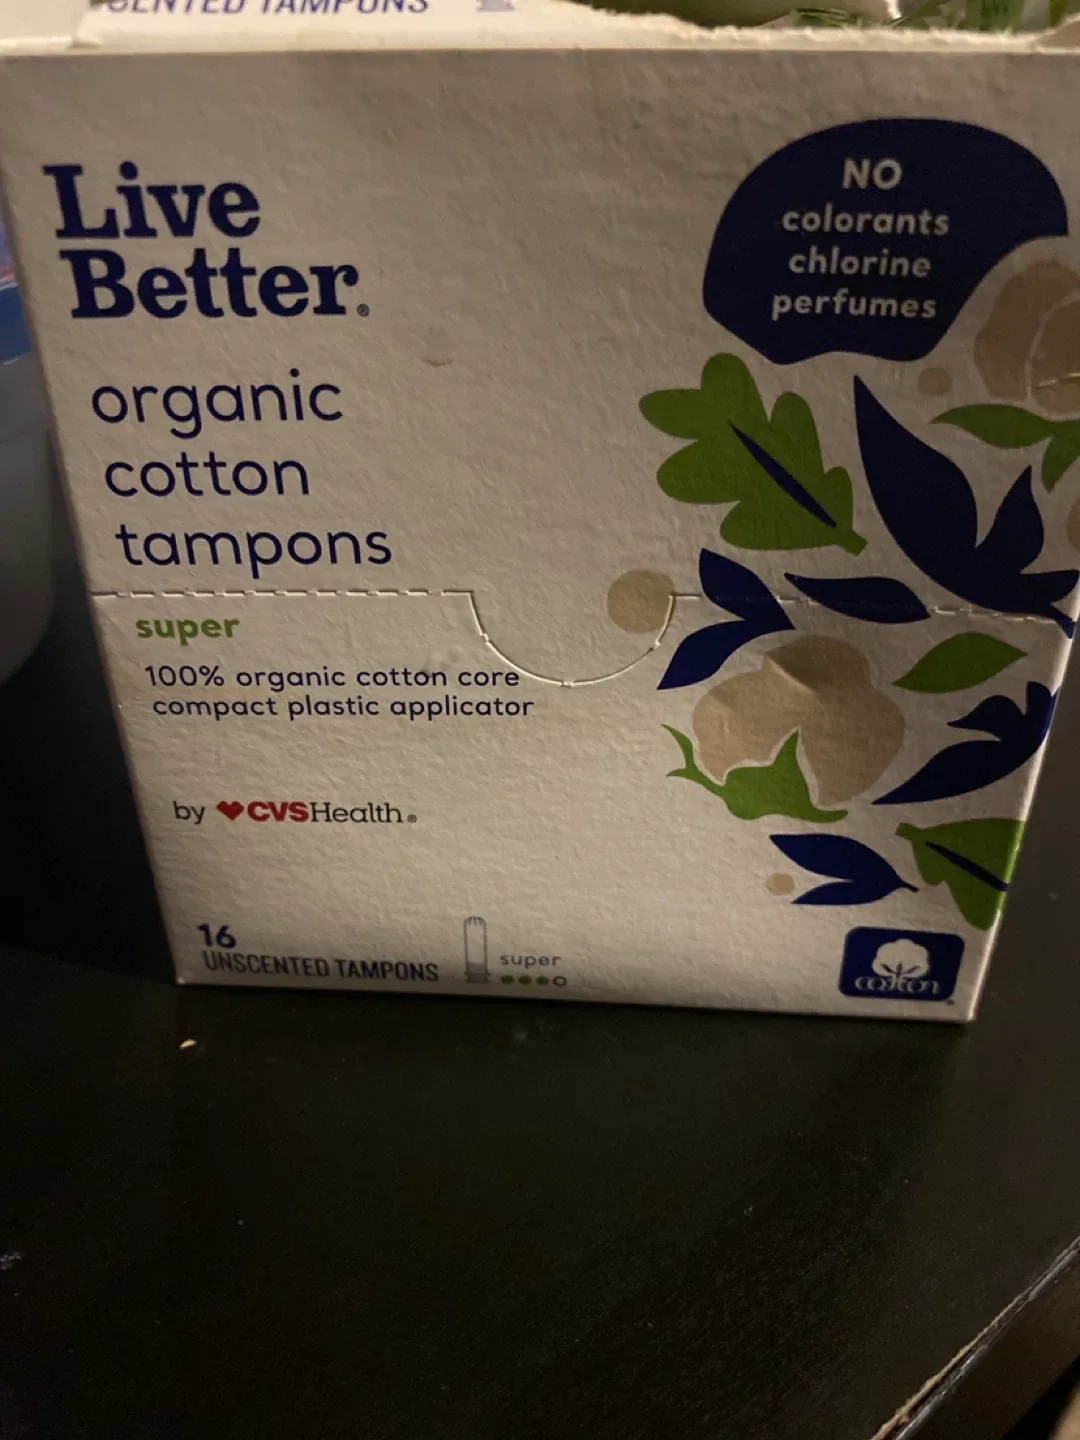 TAMPONS
Live
Better®
organic
cotton
tampons
super
100% organic cotton core
compact plastic applicator
by CVSHealth®
16
UNSCENTED TAMPONS
super
NO
colorants
chlorine
perfumes
cotton